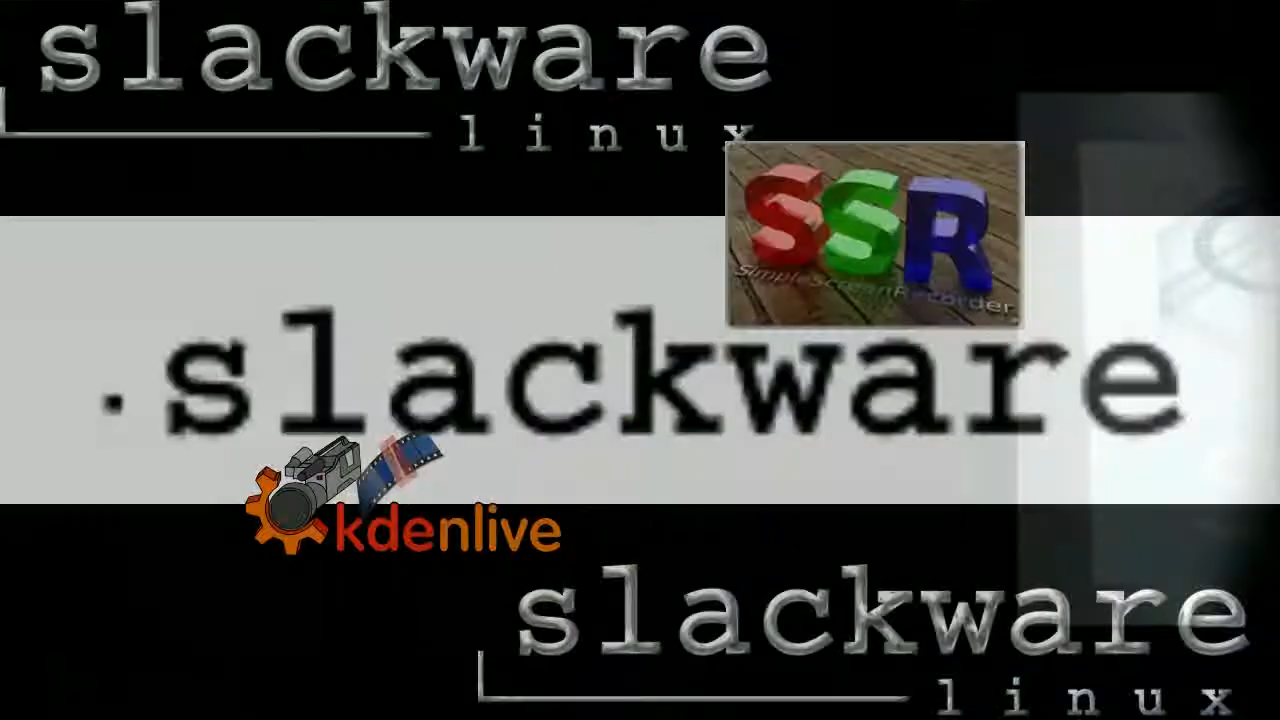 slackware
linux
SSR
SimpleScreenRecorder
.slackware
kdenlive
slackware
linux